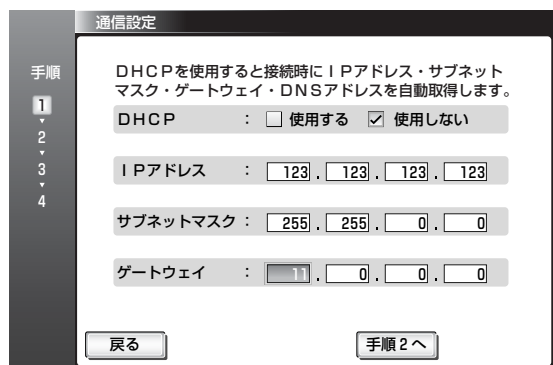 通信設定
手順
1
2
3
4
DHCPを使用すると接続時にIPアドレス・サブネット
マスク・ゲートウェイ・DNSアドレスを自動取得します。
DHCP : 使用する 使用しない
IPアドレス : 123 . 123 . 123 . 123
サブネットマスク : 255 . 255 . 0 . 0
ゲートウェイ : 11 . 0 . 0 . 0
戻る
手順2へ